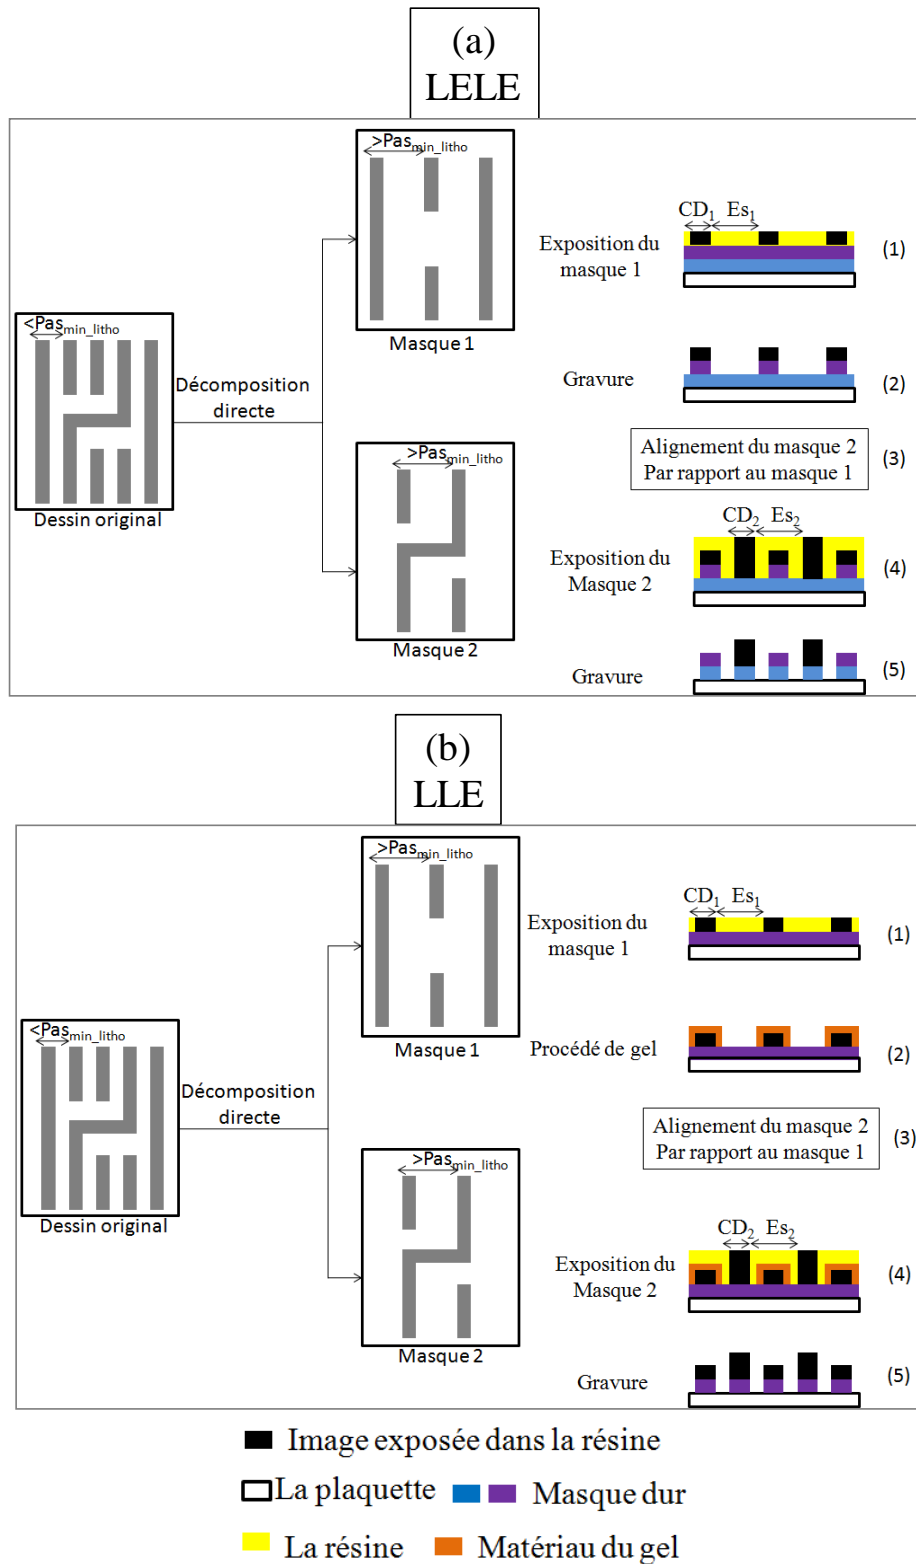 (a)
LELE
>Pasmin_litho
Masque 1
<Pasmin_litho
Dessin original
Décomposition
directe
>Pasmin_litho
Masque 2
CD1 Es1
Exposition du
masque 1
(1)
Gravure
(2)
Alignement du masque 2
Par rapport au masque 1
(3)
CD2 Es2
Exposition du
Masque 2
(4)
Gravure
(5)
(b)
LLE
>Pasmin_litho
Masque 1
<Pasmin_litho
Dessin original
Décomposition
directe
>Pasmin_litho
Masque 2
CD1 Es1
Exposition du
masque 1
(1)
Procédé de gel
(2)
Alignement du masque 2
Par rapport au masque 1
(3)
CD2 Es2
Exposition du
Masque 2
(4)
Gravure
(5)
Image exposée dans la résine
La plaquette Masque dur
La résine Matériau du gel